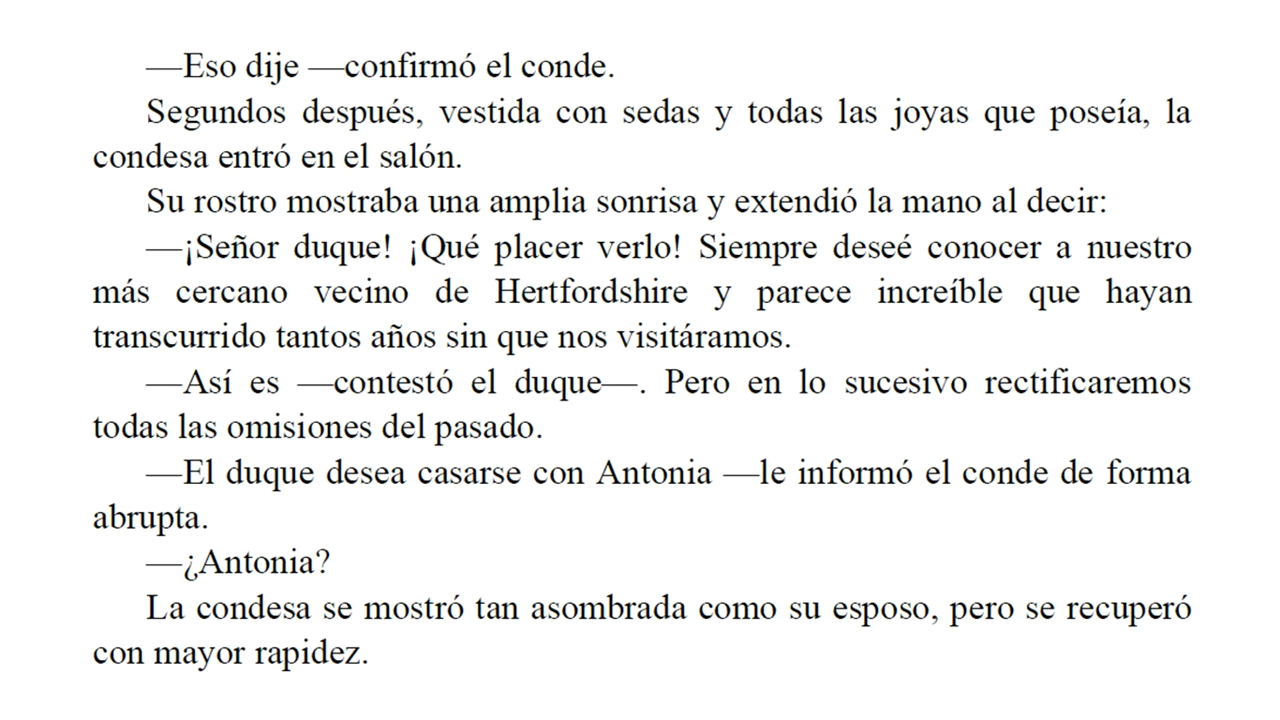 —Eso dije —confirmó el conde.
Segundos después, vestida con sedas y todas las joyas que poseía, la
condesa entró en el salón.
Su rostro mostraba una amplia sonrisa y extendió la mano al decir:
—¡Señor duque! ¡Qué placer verlo! Siempre deseé conocer a nuestro
más cercano vecino de Hertfordshire y parece increíble que hayan
transcurrido tantos años sin que nos visitáramos.
—Así es —contestó el duque—. Pero en lo sucesivo rectificaremos
todas las omisiones del pasado.
—El duque desea casarse con Antonia —le informó el conde de forma
abrupta.
—¿Antonia?
La condesa se mostró tan asombrada como su esposo, pero se recuperó
con mayor rapidez.